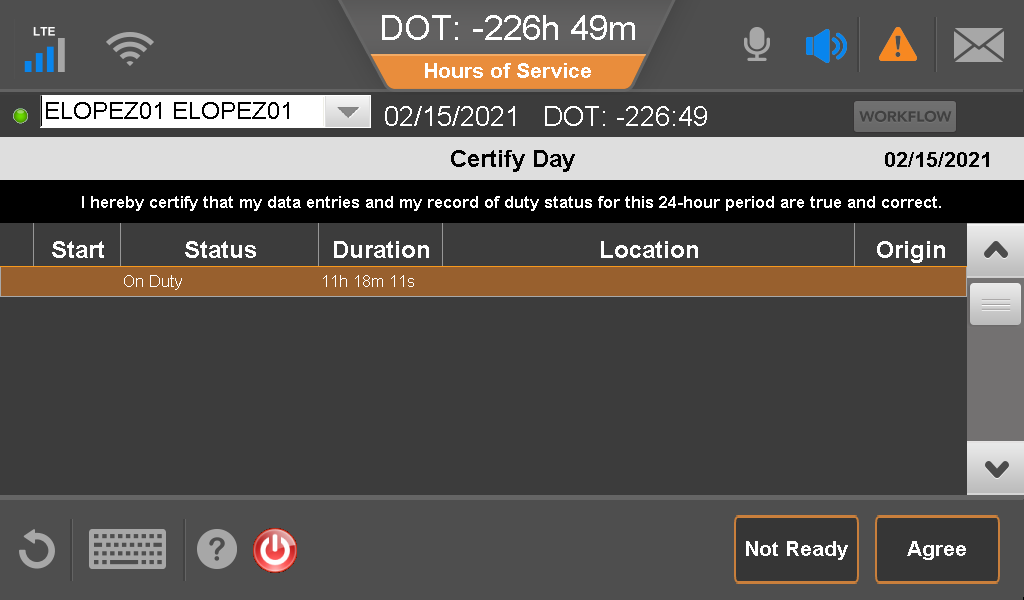 LTE
DOT: -226h 49m
Hours of Service
ELOPEZ01 ELOPEZ01
02/15/2021 DOT: -226:49
WORKFLOW
Certify Day
02/15/2021
I hereby certify that my data entries and my record of duty status for this 24-hour period are true and correct.
Start Status Duration Location Origin
On Duty 11h 18m 11s
? Not Ready Agree